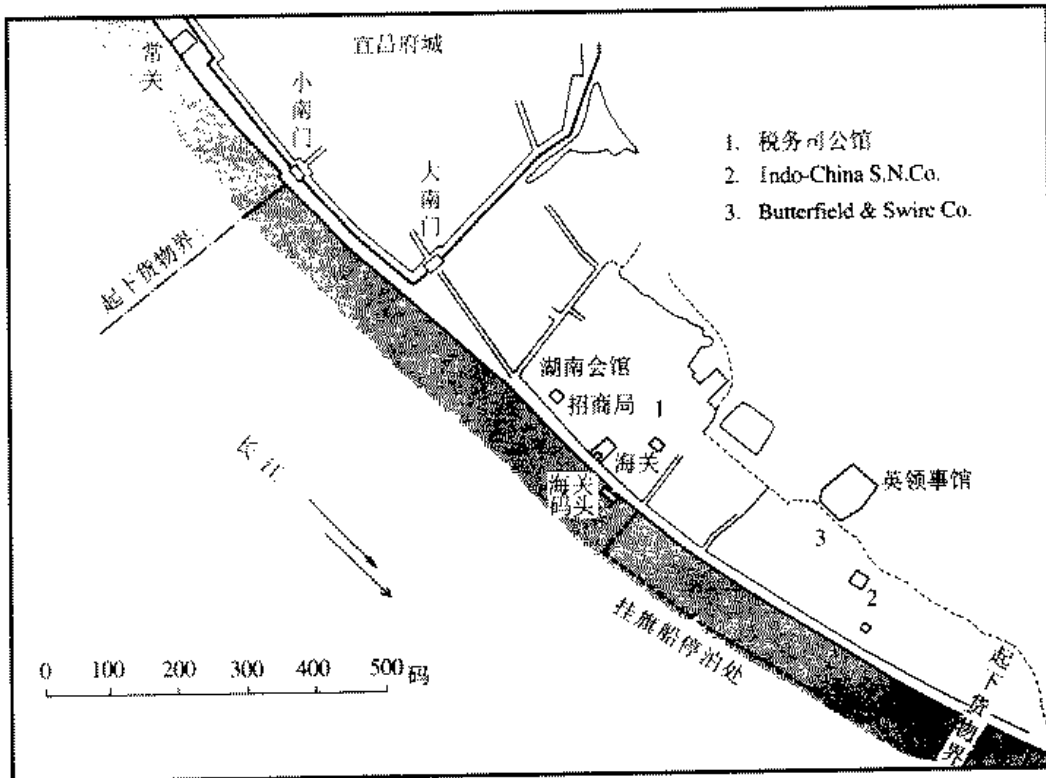 宜昌府城
常关
小南门
大南门
1. 税务司公馆
2. Indo-China S.N.Co.
3. Butterfield & Swire Co.
起下货物界
湖南会馆
招商局
1
海关
海关
码头
长江
英领事馆
3
2
挂旗船停泊处
起下货物界
0 100 200 300 400 500码